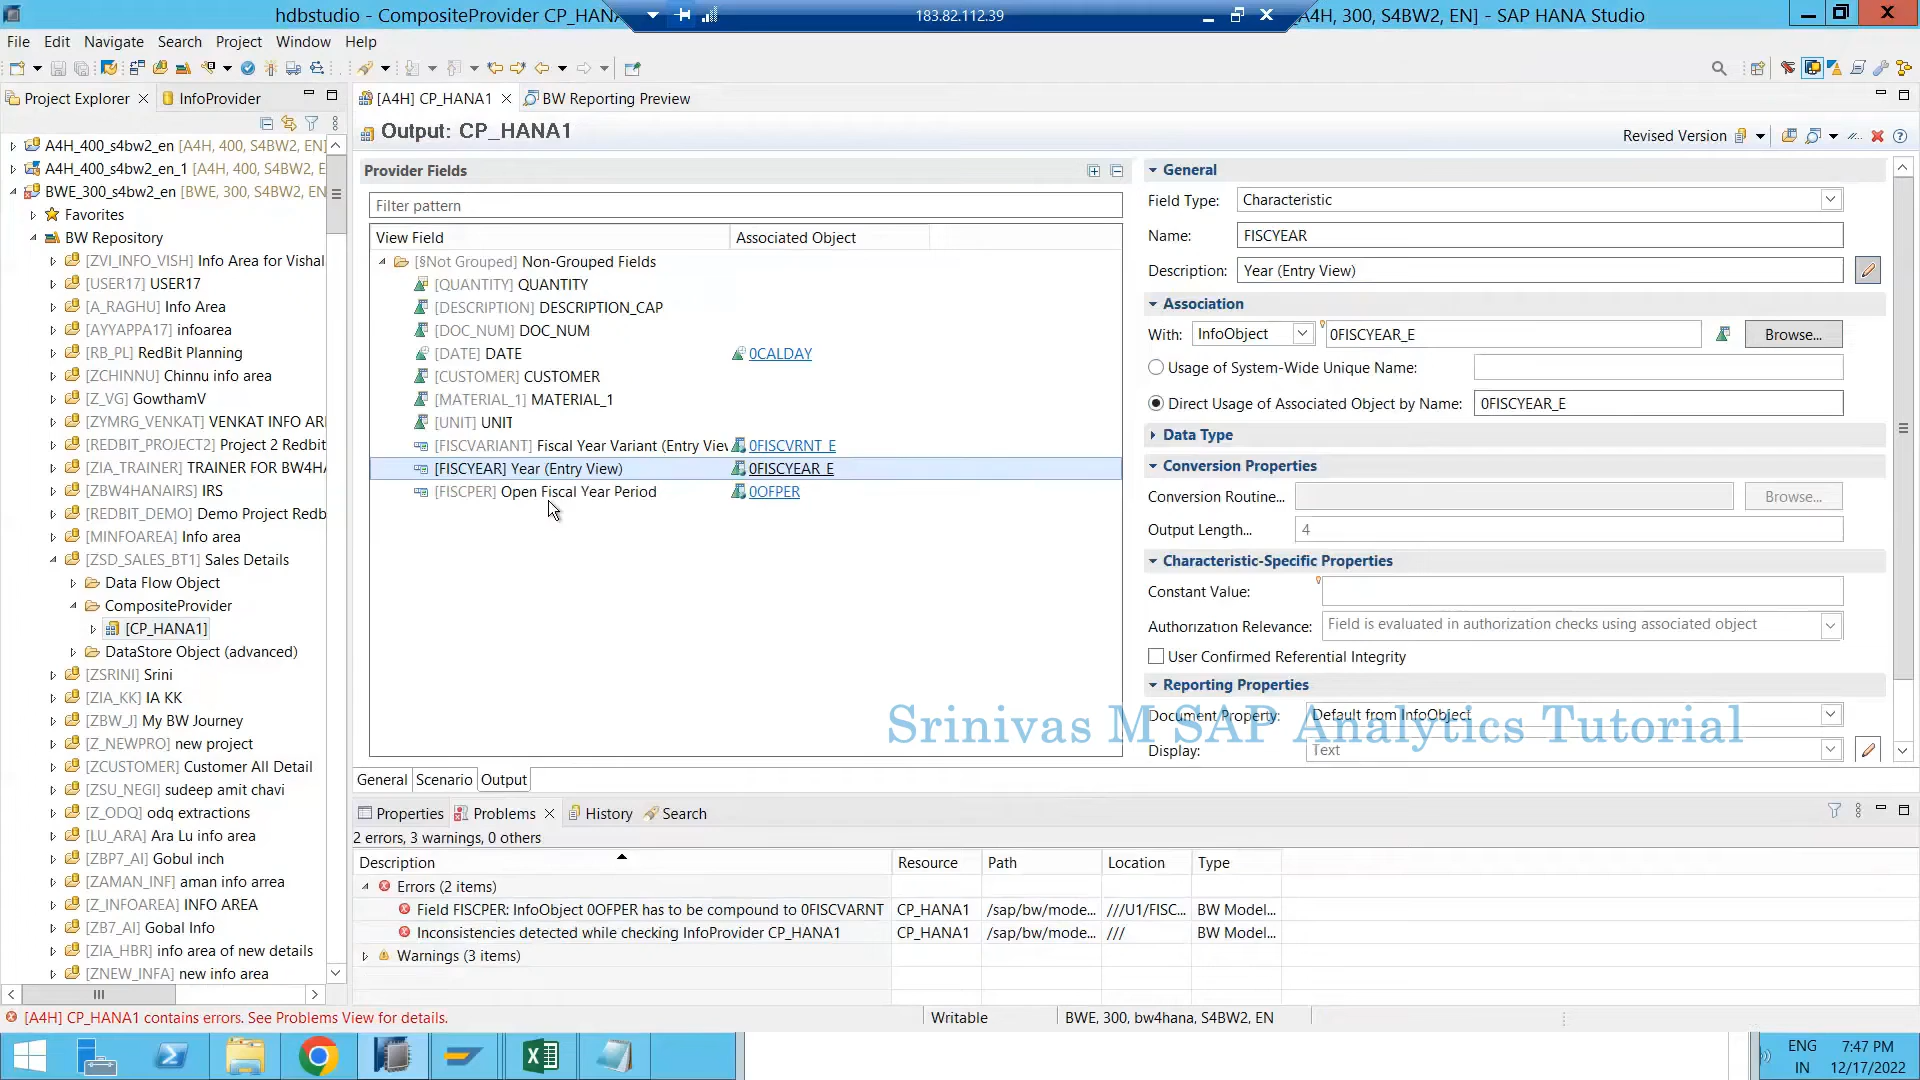 hdbstudio - CompositeProvider CP_HANA
183.82.112.39
A4H, 300, S4BW2, EN] - SAP HANA Studio
File Edit Navigate Search Project Window Help
Project Explorer InfoProvider
[A4H] CP_HANA1 BW Reporting Preview
Output: CP_HANA1
Revised Version
A4H_400_s4bw2_en [A4H, 400, S4BW2, EN]
A4H_400_s4bw2_en_1 [A4H, 400, S4BW2, E
BWE_300_s4bw2_en [BWE, 300, S4BW2, EN]
Favorites
BW Repository
[ZVI_INFO_VISH] Info Area for Vishal
[USER17] USER17
[A_RAGHU] Info Area
[AYYAPPA17] infoarea
[RB_PL] RedBit Planning
[ZCHINNU] Chinnu info area
[Z_VG] GowthamV
[ZYMRG_VENKAT] VENKAT INFO AR
[REDBIT_PROJECT2] Project 2 Redbit
[ZIA_TRAINER] TRAINER FOR BW4HA
[ZBW4HANAIRS] IRS
[REDBIT_DEMO] Demo Project Redb
[MINFOAREA] Info area
[ZSD_SALES_BT1] Sales Details
Data Flow Object
CompositeProvider
[CP_HANA1]
DataStore Object (advanced)
[ZSRINI] Srini
[ZIA_KK] IA KK
[ZBW_J] My BW Journey
[Z_NEWPRO] new project
[ZCUSTOMER] Customer All Detail
[ZSU_NEGI] sudeep amit chavi
[Z_ODQ] odq extractions
[LU_ARA] Ara Lu info area
[ZBP7_AI] Gobul inch
[ZAMAN_INF] aman info arrea
[Z_INFOAREA] INFO AREA
[ZB7_AI] Gobal Info
[ZIA_HBR] info area of new details
[ZNEW_INFA] new info area
Provider Fields
Filter pattern
View Field Associated Object
[§Not Grouped] Non-Grouped Fields
[QUANTITY] QUANTITY
[DESCRIPTION] DESCRIPTION_CAP
[DOC_NUM] DOC_NUM
[DATE] DATE 0CALDAY
[CUSTOMER] CUSTOMER
[MATERIAL_1] MATERIAL_1
[UNIT] UNIT
[FISCVARIANT] Fiscal Year Variant (Entry Viev 0FISCVRNT_E
[FISCYEAR] Year (Entry View) 0FISCYEAR_E
[FISCPER] Open Fiscal Year Period 0OFPER
General
Field Type: Characteristic
Name: FISCYEAR
Description: Year (Entry View)
Association
With: InfoObject 0FISCYEAR_E Browse...
Usage of System-Wide Unique Name:
Direct Usage of Associated Object by Name: 0FISCYEAR_E
Data Type
Conversion Properties
Conversion Routine... Browse...
Output Length... 4
Characteristic-Specific Properties
Constant Value:
Authorization Relevance: Field is evaluated in authorization checks using associated object
User Confirmed Referential Integrity
Reporting Properties
Document Property: Default from InfoObject
Srinivas M SAP Analytics Tutorial
Display: Text
General Scenario Output
Properties Problems History Search
2 errors, 3 warnings, 0 others
Description Resource Path Location Type
Errors (2 items)
Field FISCPER: InfoObject 0OFPER has to be compound to 0FISCVARNT CP_HANA1 /sap/bw/mode... ///U1/FISC... BW Model...
Inconsistencies detected while checking InfoProvider CP_HANA1 CP_HANA1 /sap/bw/mode... /// BW Model...
Warnings (3 items)
[A4H] CP_HANA1 contains errors. See Problems View for details.
Writable BWE, 300, bw4hana, S4BW2, EN
ENG 7:47 PM
IN 12/17/2022